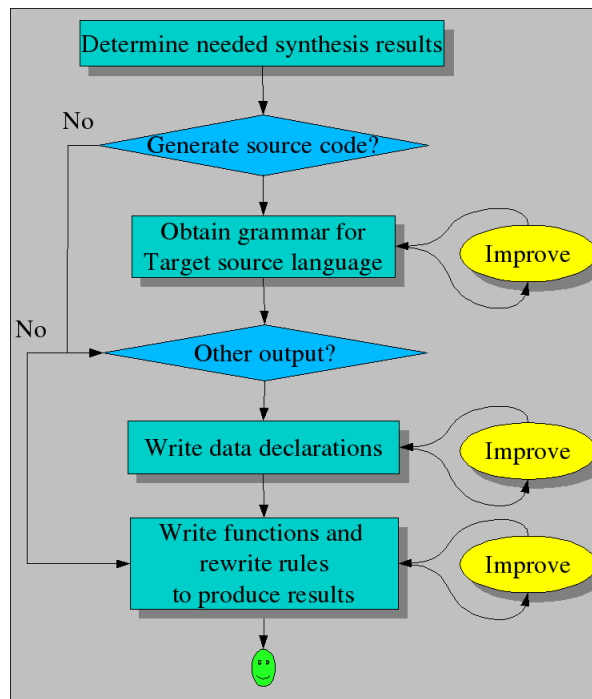 Determine needed synthesis results
No
Generate source code?
Obtain grammar for
Target source language
Improve
No
Other output?
Write data declarations
Improve
Write functions and
rewrite rules
to produce results
Improve